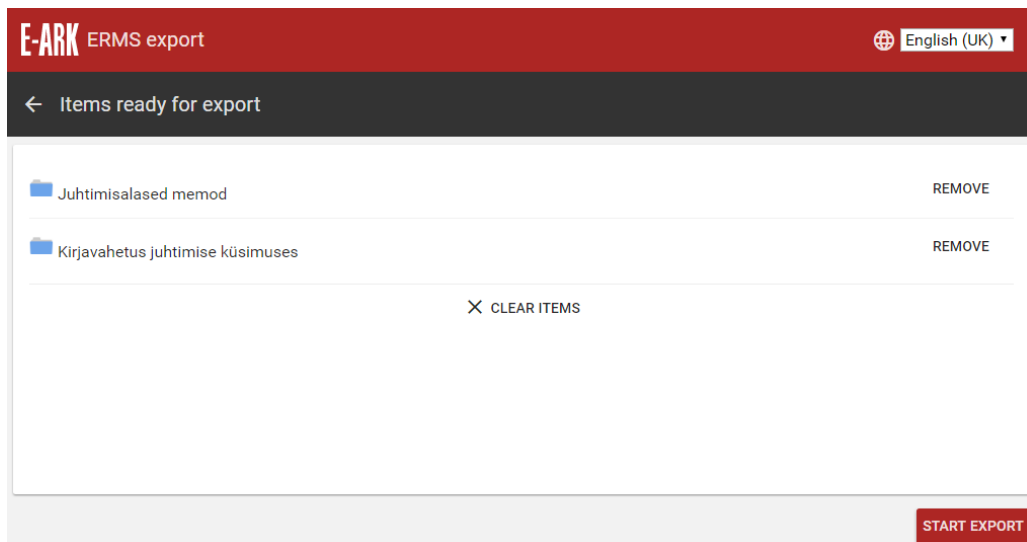 E-ARK ERMS export
English (UK)
Items ready for export
Juhtimisalased memod REMOVE
Kirjavahetus juhtimise küsimuses REMOVE
CLEAR ITEMS
START EXPORT